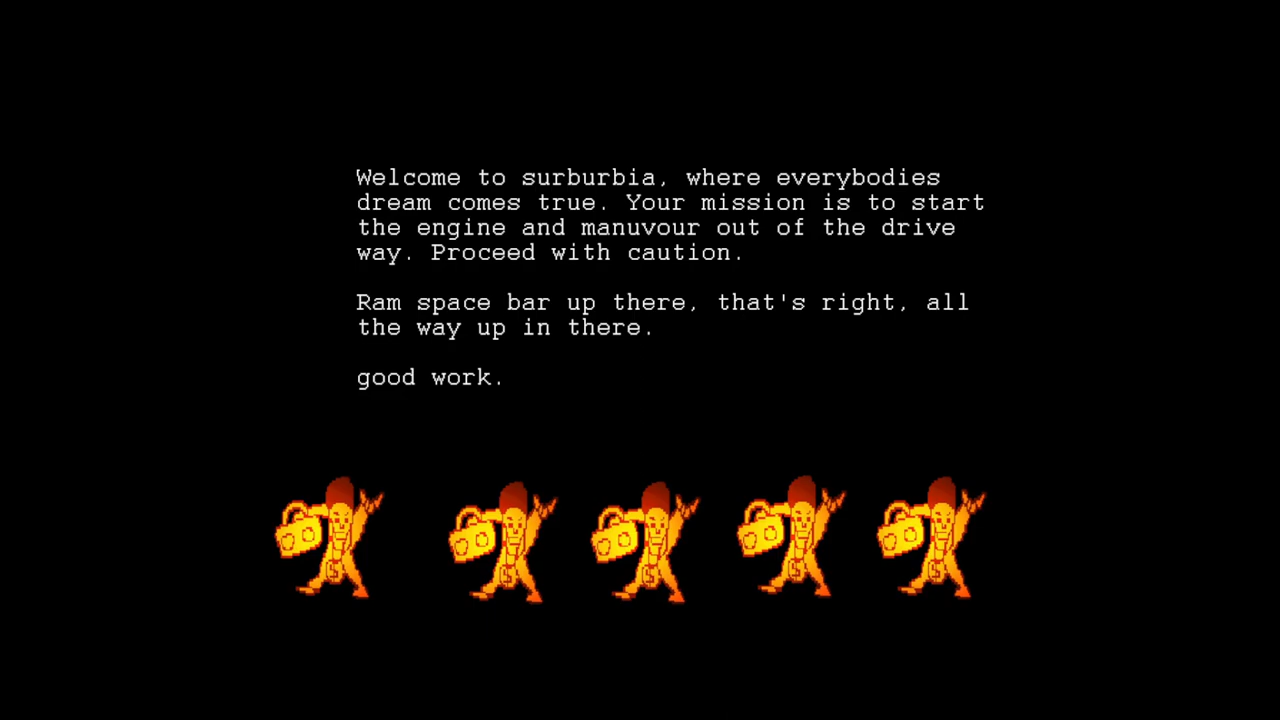 Welcome to surburbia, where everybodies
dream comes true. Your mission is to start
the engine and manuvour out of the drive
way. Proceed with caution.
Ram space bar up there, that's right, all
the way up in there.
good work.